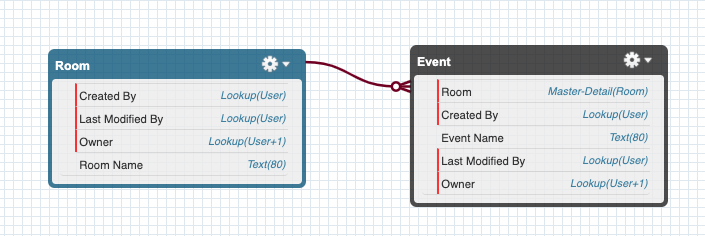 Room
Created By Lookup(User)
Last Modified By Lookup(User)
Owner Lookup(User+1)
Room Name Text(80)
Event
Room Master-Detail(Room)
Created By Lookup(User)
Event Name Text(80)
Last Modified By Lookup(User)
Owner Lookup(User+1)